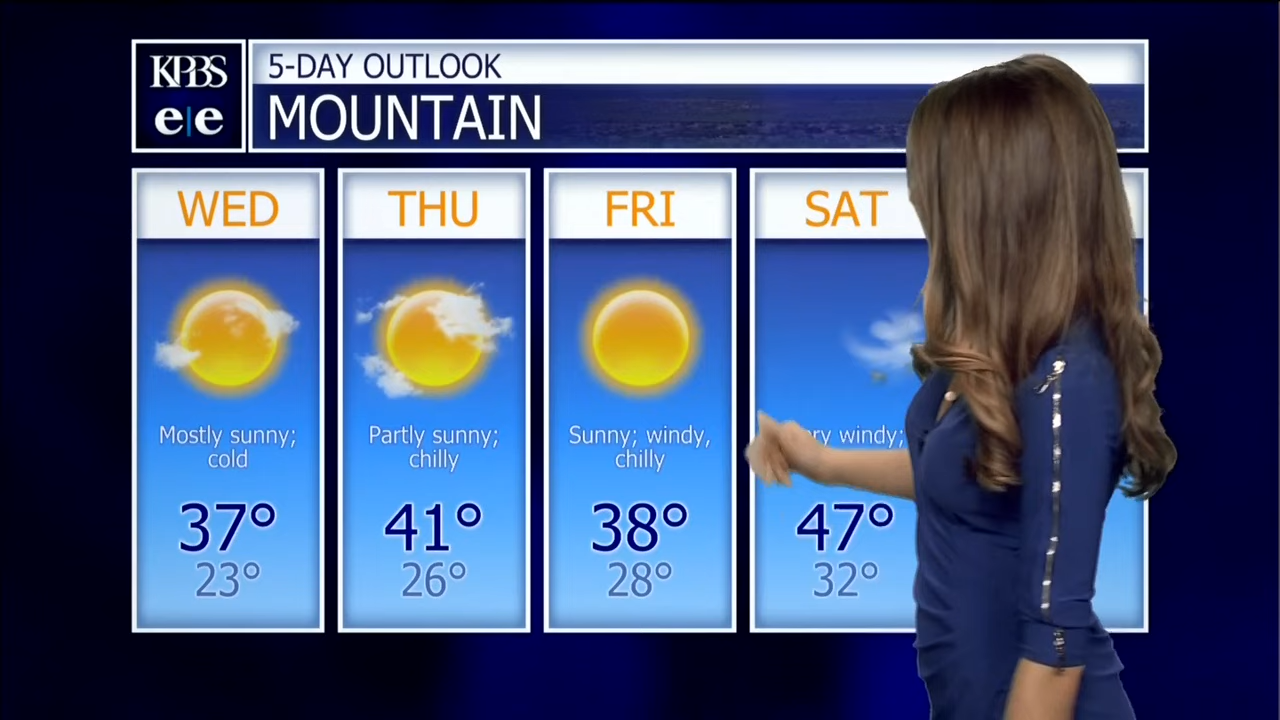 KPBS
e|e
5-DAY OUTLOOK
MOUNTAIN
WED
Mostly sunny;
cold
37°
23°
THU
Partly sunny;
chilly
41°
26°
FRI
Sunny; windy,
chilly
38°
28°
SAT
windy;
47°
32°